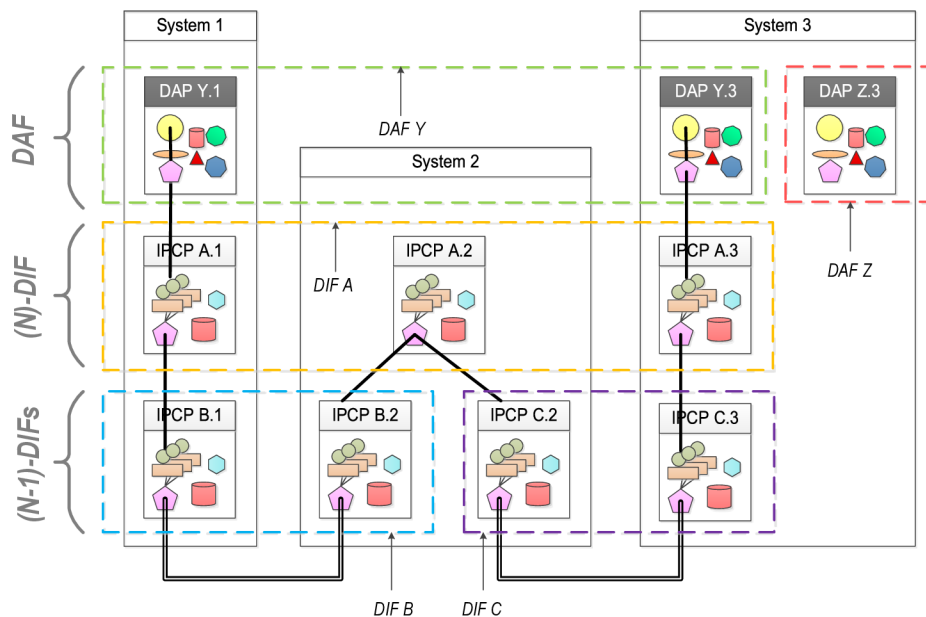 System 1
System 3
DAP Y.1
DAP Y.3
DAP Z.3
DAF
DAF Y
System 2
IPCP A.1
IPCP A.2
IPCP A.3
DAF Z
DIF A
(N)-DIF
IPCP B.1
IPCP B.2
IPCP C.2
IPCP C.3
(N-1)-DIFs
DIF B
DIF C